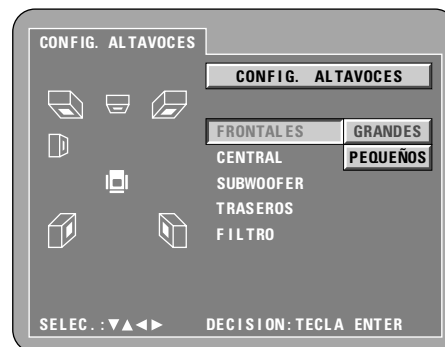 CONFIG. ALTAVOCES
CONFIG. ALTAVOCES
FRONTALES GRANDES
CENTRAL PEQUEÑOS
SUBWOOFER
TRASEROS
FILTRO
SELEC.:▼▲◄► DECISION:TECLA ENTER